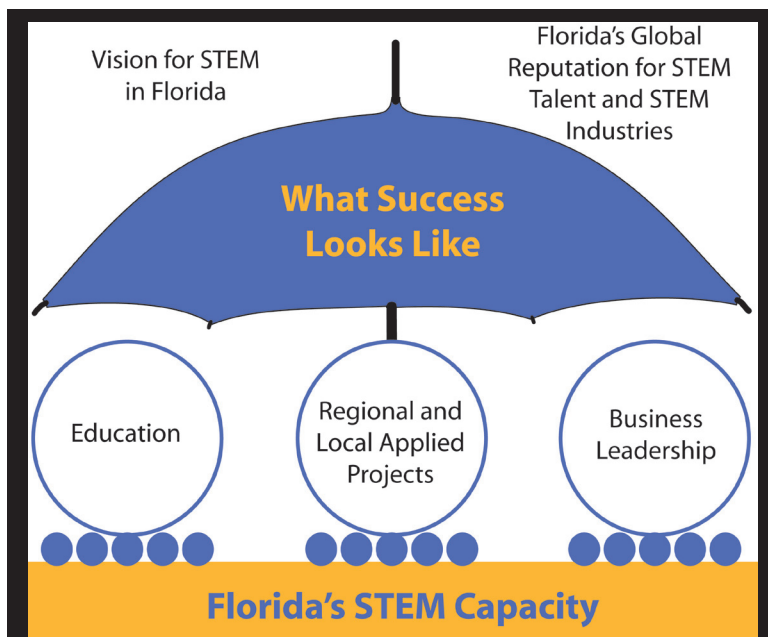 Vision for STEM
in Florida
Florida's Global
Reputation for STEM
Talent and STEM
Industries
What Success
Looks Like
Education
Regional and
Local Applied
Projects
Business
Leadership
Florida's STEM Capacity